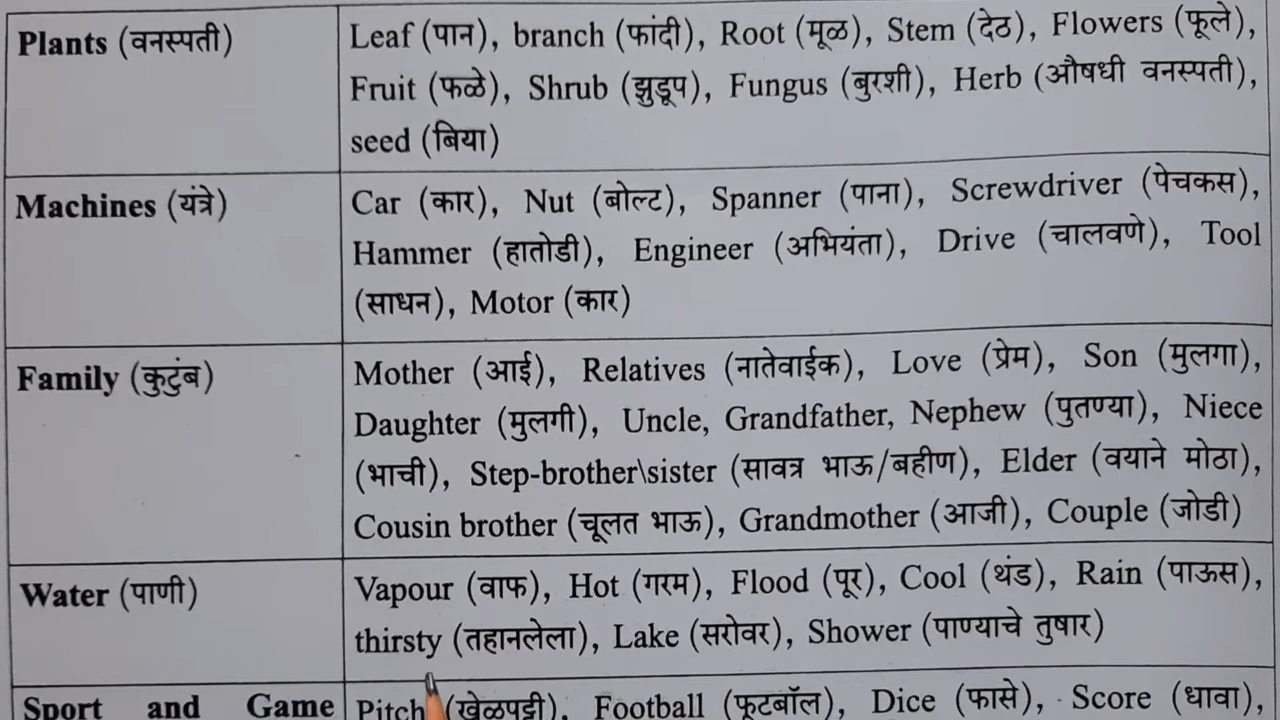 Plants (वनस्पती)
Leaf (पान), branch (फांदी), Root (मूळ), Stem (देठ), Flowers (फूले),
Fruit (फळे), Shrub (झुडूप), Fungus (बुरशी), Herb (औषधी वनस्पती),
seed (बिया)
Machines (यंत्रे)
Car (कार), Nut (बोल्ट), Spanner (पाना), Screwdriver (पेचकस),
Hammer (हातोडी), Engineer (अभियंता), Drive (चालवणे), Tool
(साधन), Motor (कार)
Family (कुटुंब)
Mother (आई), Relatives (नातेवाईक), Love (प्रेम), Son (मुलगा),
Daughter (मुलगी), Uncle, Grandfather, Nephew (पुतण्या), Niece
(भाची), Step-brother\sister (सावत्र भाऊ/बहीण), Elder (वयाने मोठा),
Cousin brother (चूलत भाऊ), Grandmother (आजी), Couple (जोडी)
Water (पाणी)
Vapour (वाफ), Hot (गरम), Flood (पूर), Cool (थंड), Rain (पाऊस),
thirsty (तहानलेला), Lake (सरोवर), Shower (पाण्याचे तुषार)
Sport and Game
Pitch (खेळपट्टी), Football (फूटबॉल), Dice (फासे), Score (धावा),